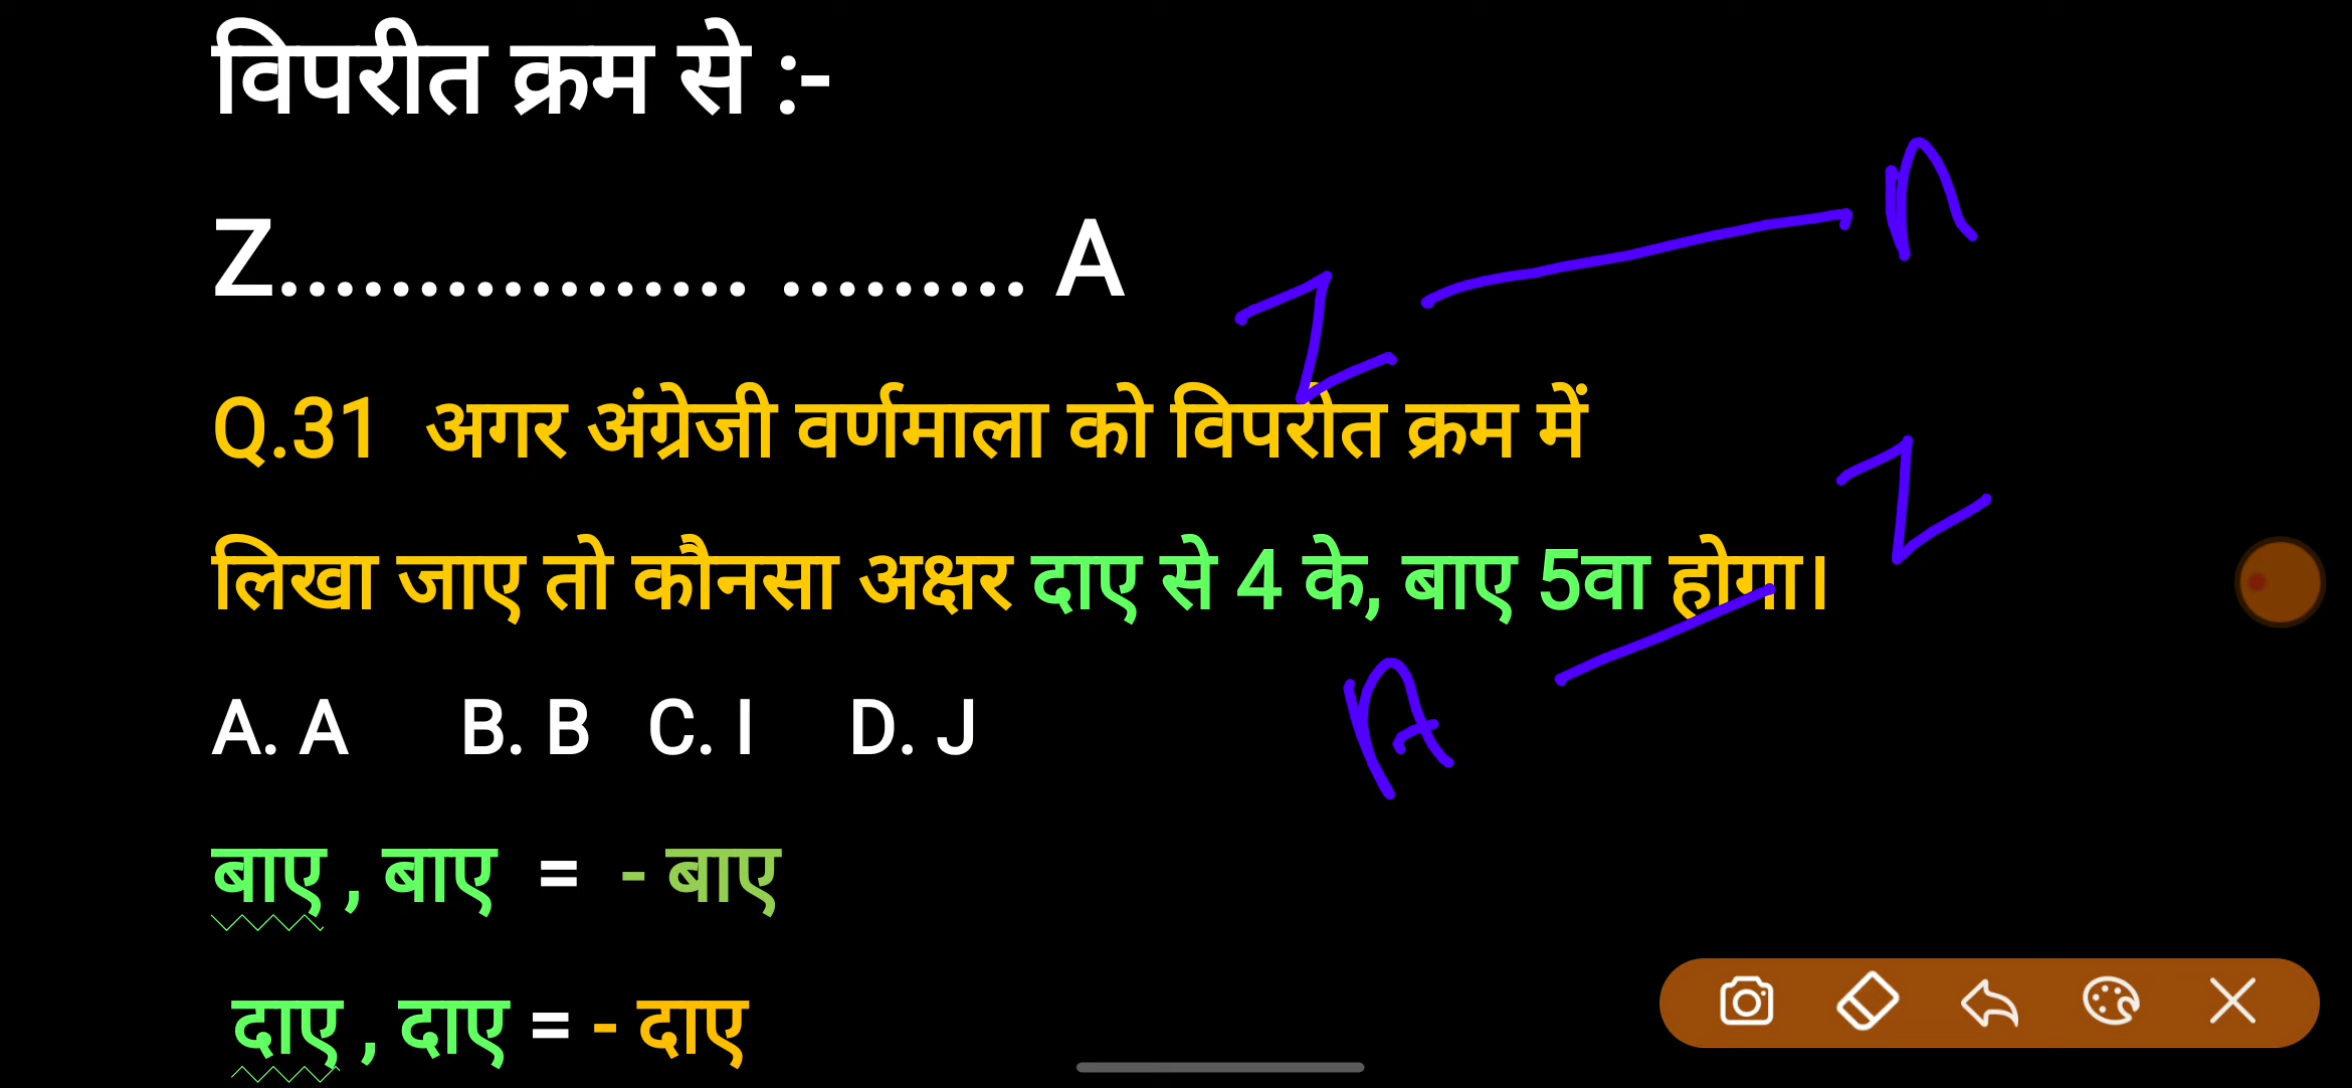 विपरीत क्रम से :-
Z................. ......... A
Z — n
Q.31 अगर अंग्रेजी वर्णमाला को विपरीत क्रम में
लिखा जाए तो कौनसा अक्षर दाए से 4 के, बाए 5वा होगा।
A — Z
A. A B. B C. I D. J
बाए , बाए = - बाए
दाए , दाए = - दाए